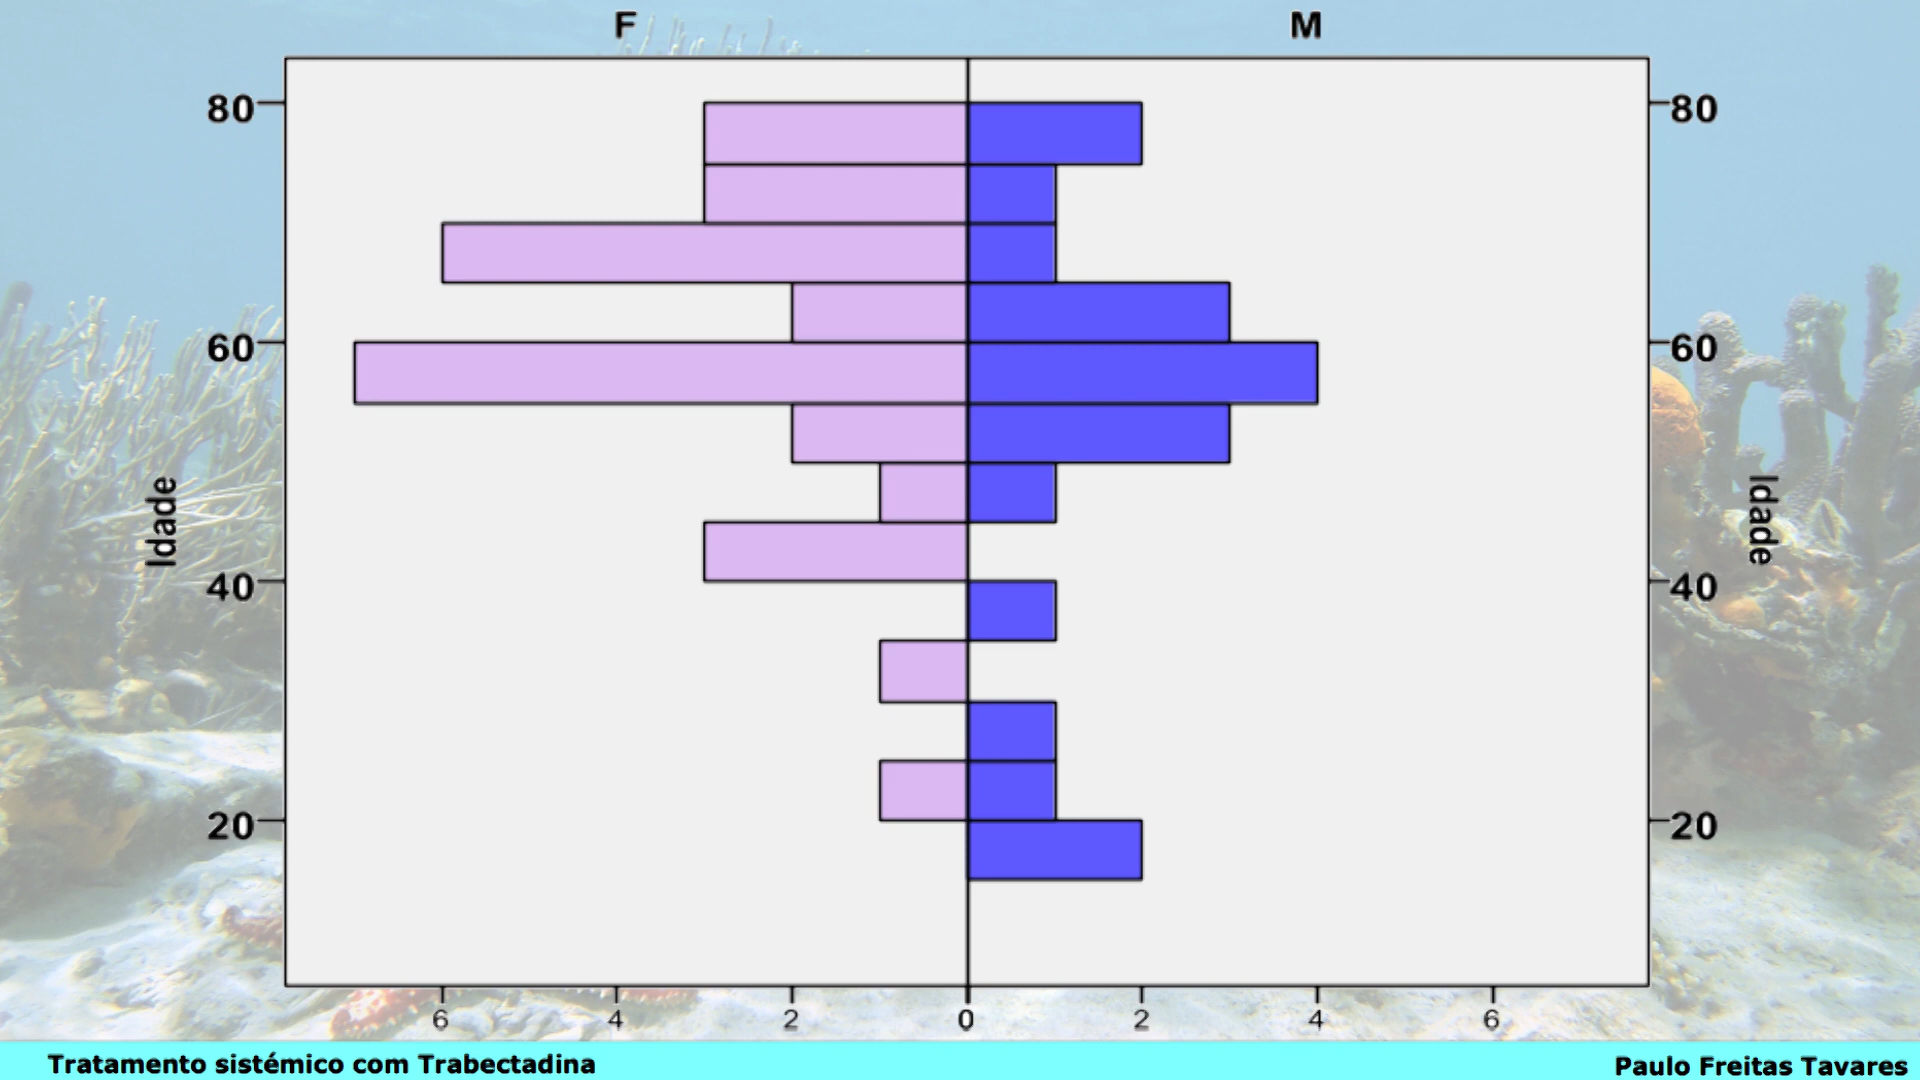 F M
80 80
60 60
Idade Idade
40 40
20 20
6 4 2 0 2 4 6
Tratamento sistémico com Trabectadina Paulo Freitas Tavares